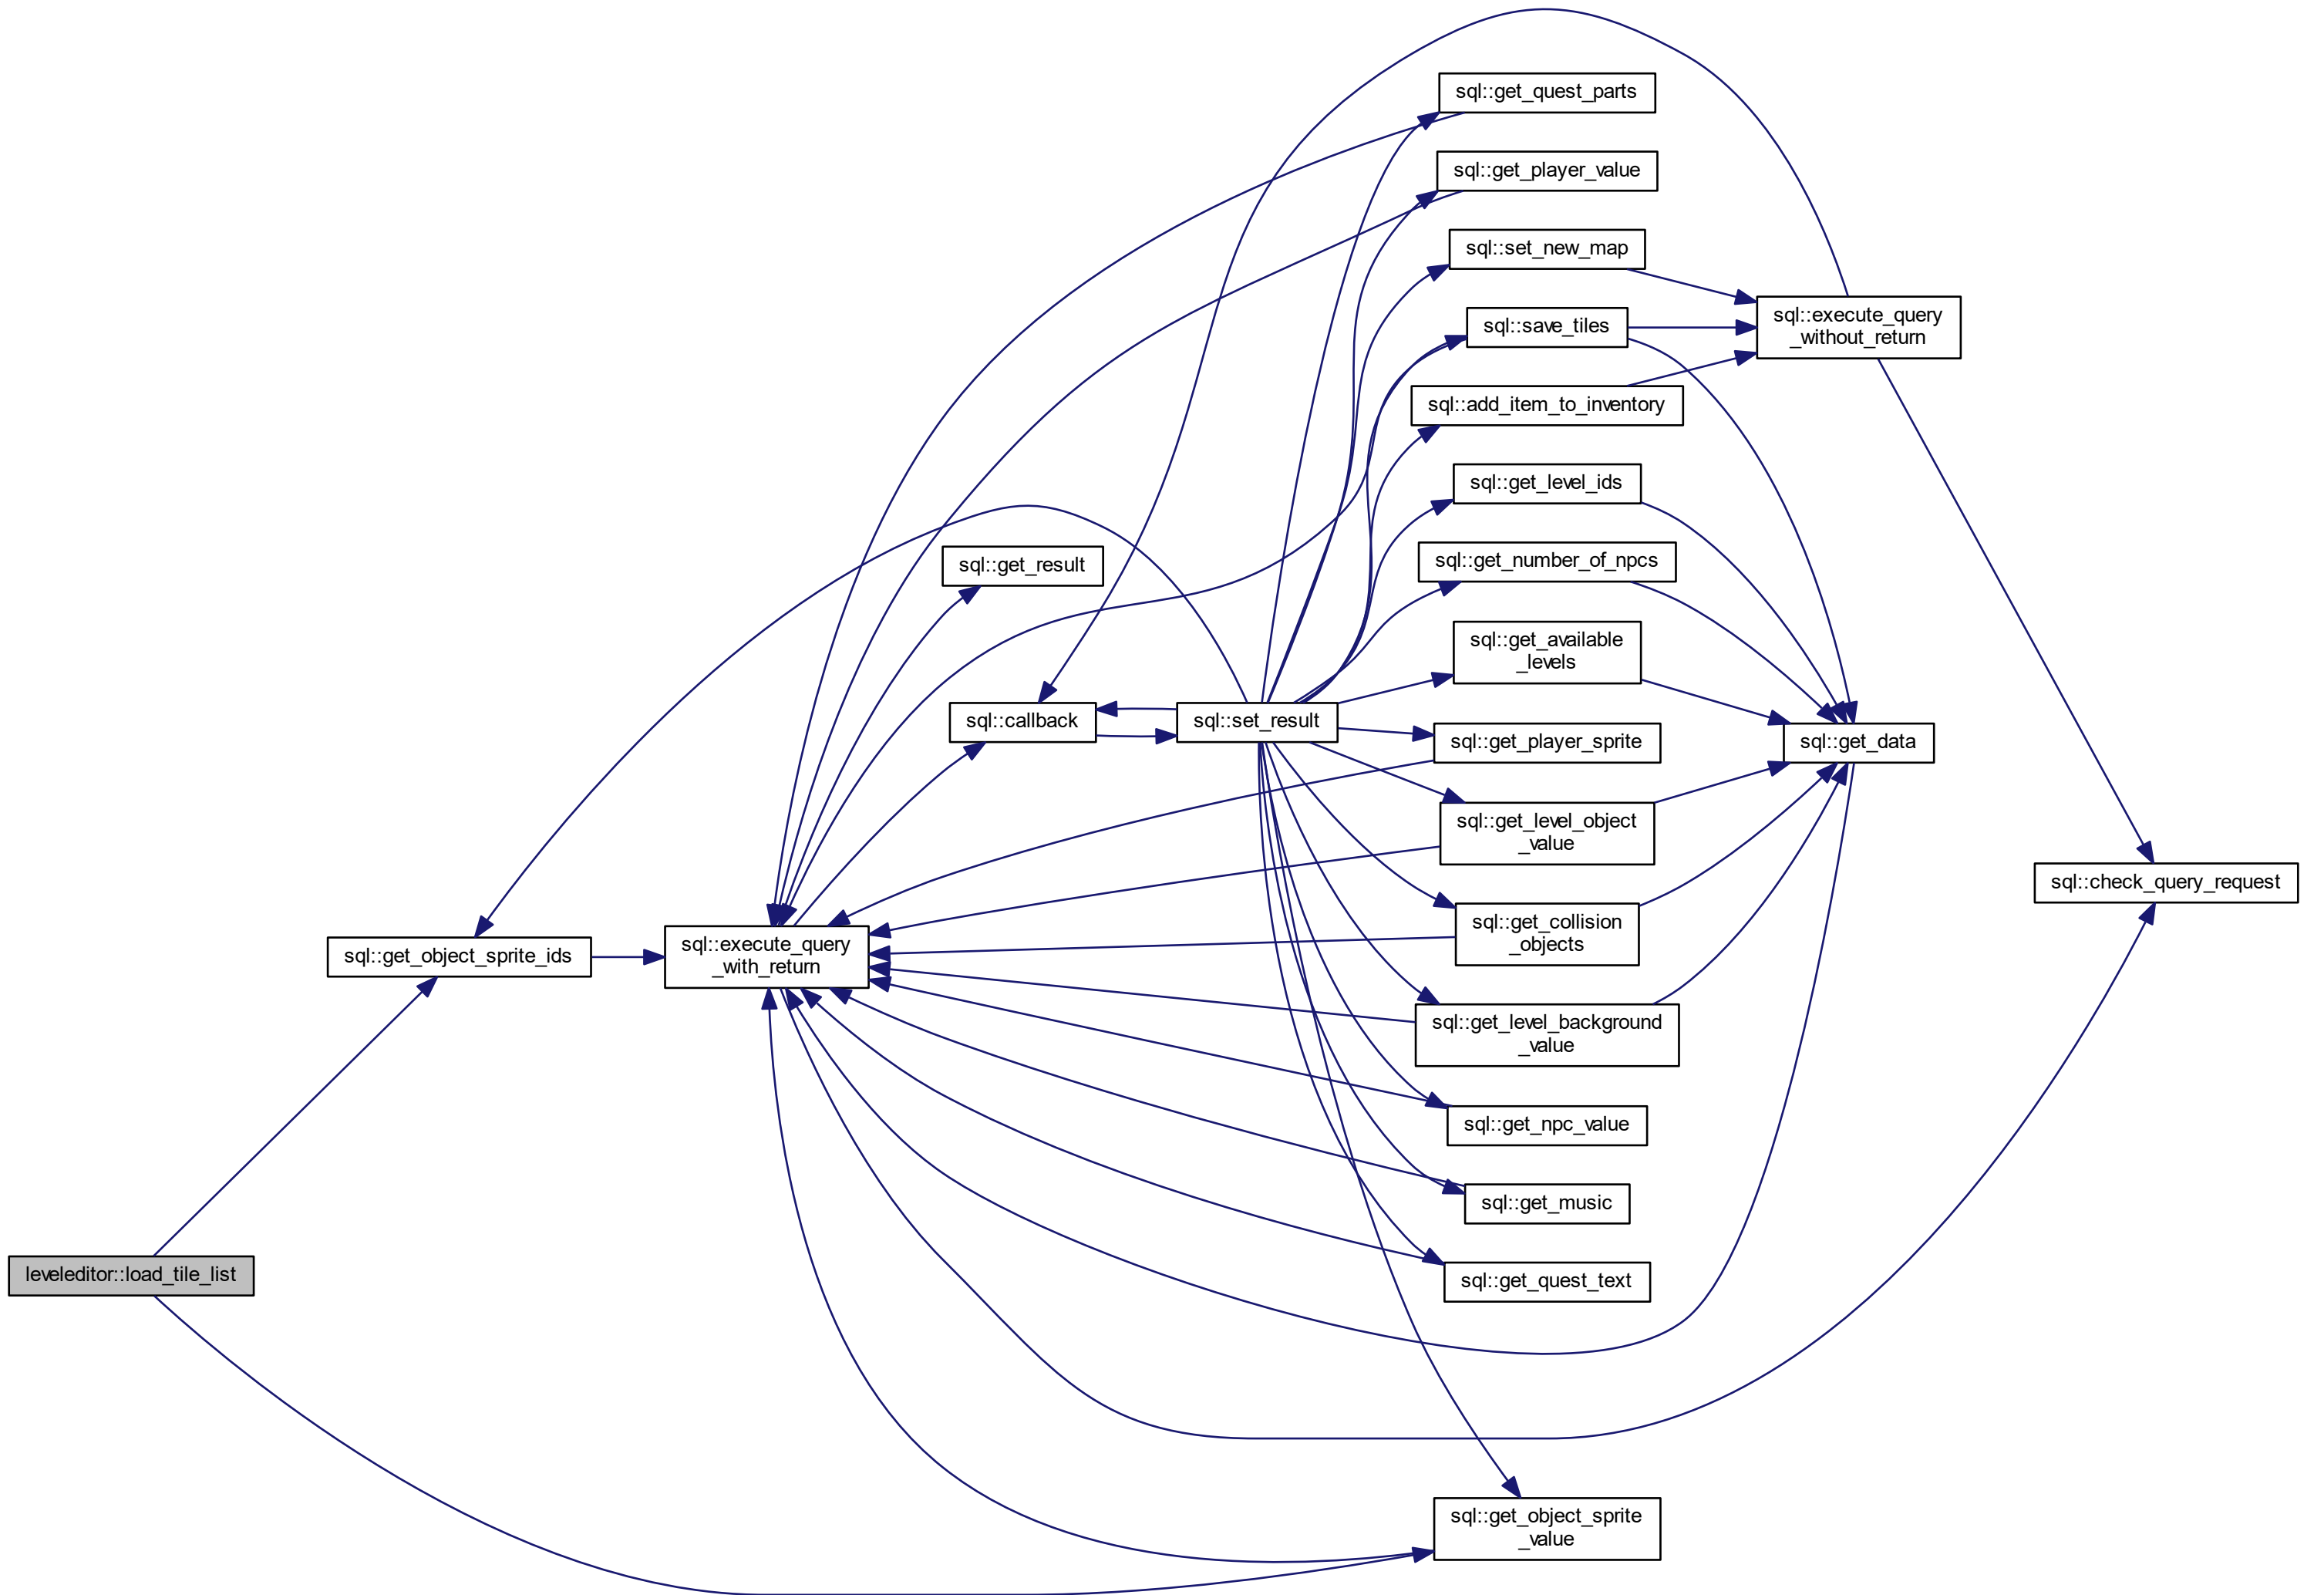 sql::get_quest_parts
sql::get_player_value
sql::set_new_map
sql::execute_query
_without_return
sql::save_tiles
sql::add_item_to_inventory
sql::get_level_ids
sql::get_number_of_npcs
sql::get_result
sql::get_available
_levels
sql::callback
sql::set_result
sql::get_player_sprite
sql::get_data
sql::get_level_object
_value
sql::check_query_request
sql::get_collision
_objects
sql::get_object_sprite_ids
sql::execute_query
_with_return
sql::get_level_background
_value
sql::get_npc_value
sql::get_music
leveleditor::load_tile_list
sql::get_quest_text
sql::get_object_sprite
_value